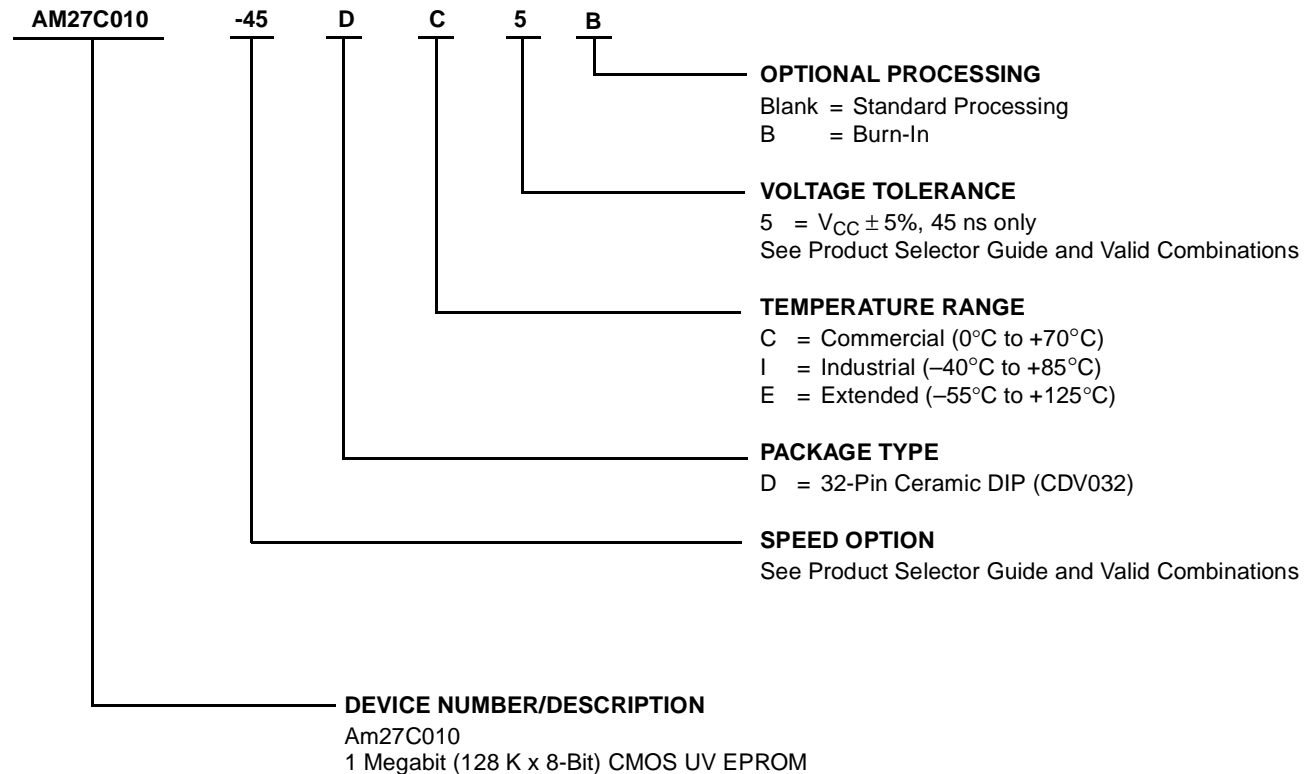 AM27C010 -45 D C 5 B
OPTIONAL PROCESSING
Blank = Standard Processing
B = Burn-In
VOLTAGE TOLERANCE
5 = VCC ± 5%, 45 ns only
See Product Selector Guide and Valid Combinations
TEMPERATURE RANGE
C = Commercial (0°C to +70°C)
I = Industrial (–40°C to +85°C)
E = Extended (–55°C to +125°C)
PACKAGE TYPE
D = 32-Pin Ceramic DIP (CDV032)
SPEED OPTION
See Product Selector Guide and Valid Combinations
DEVICE NUMBER/DESCRIPTION
Am27C010
1 Megabit (128 K x 8-Bit) CMOS UV EPROM